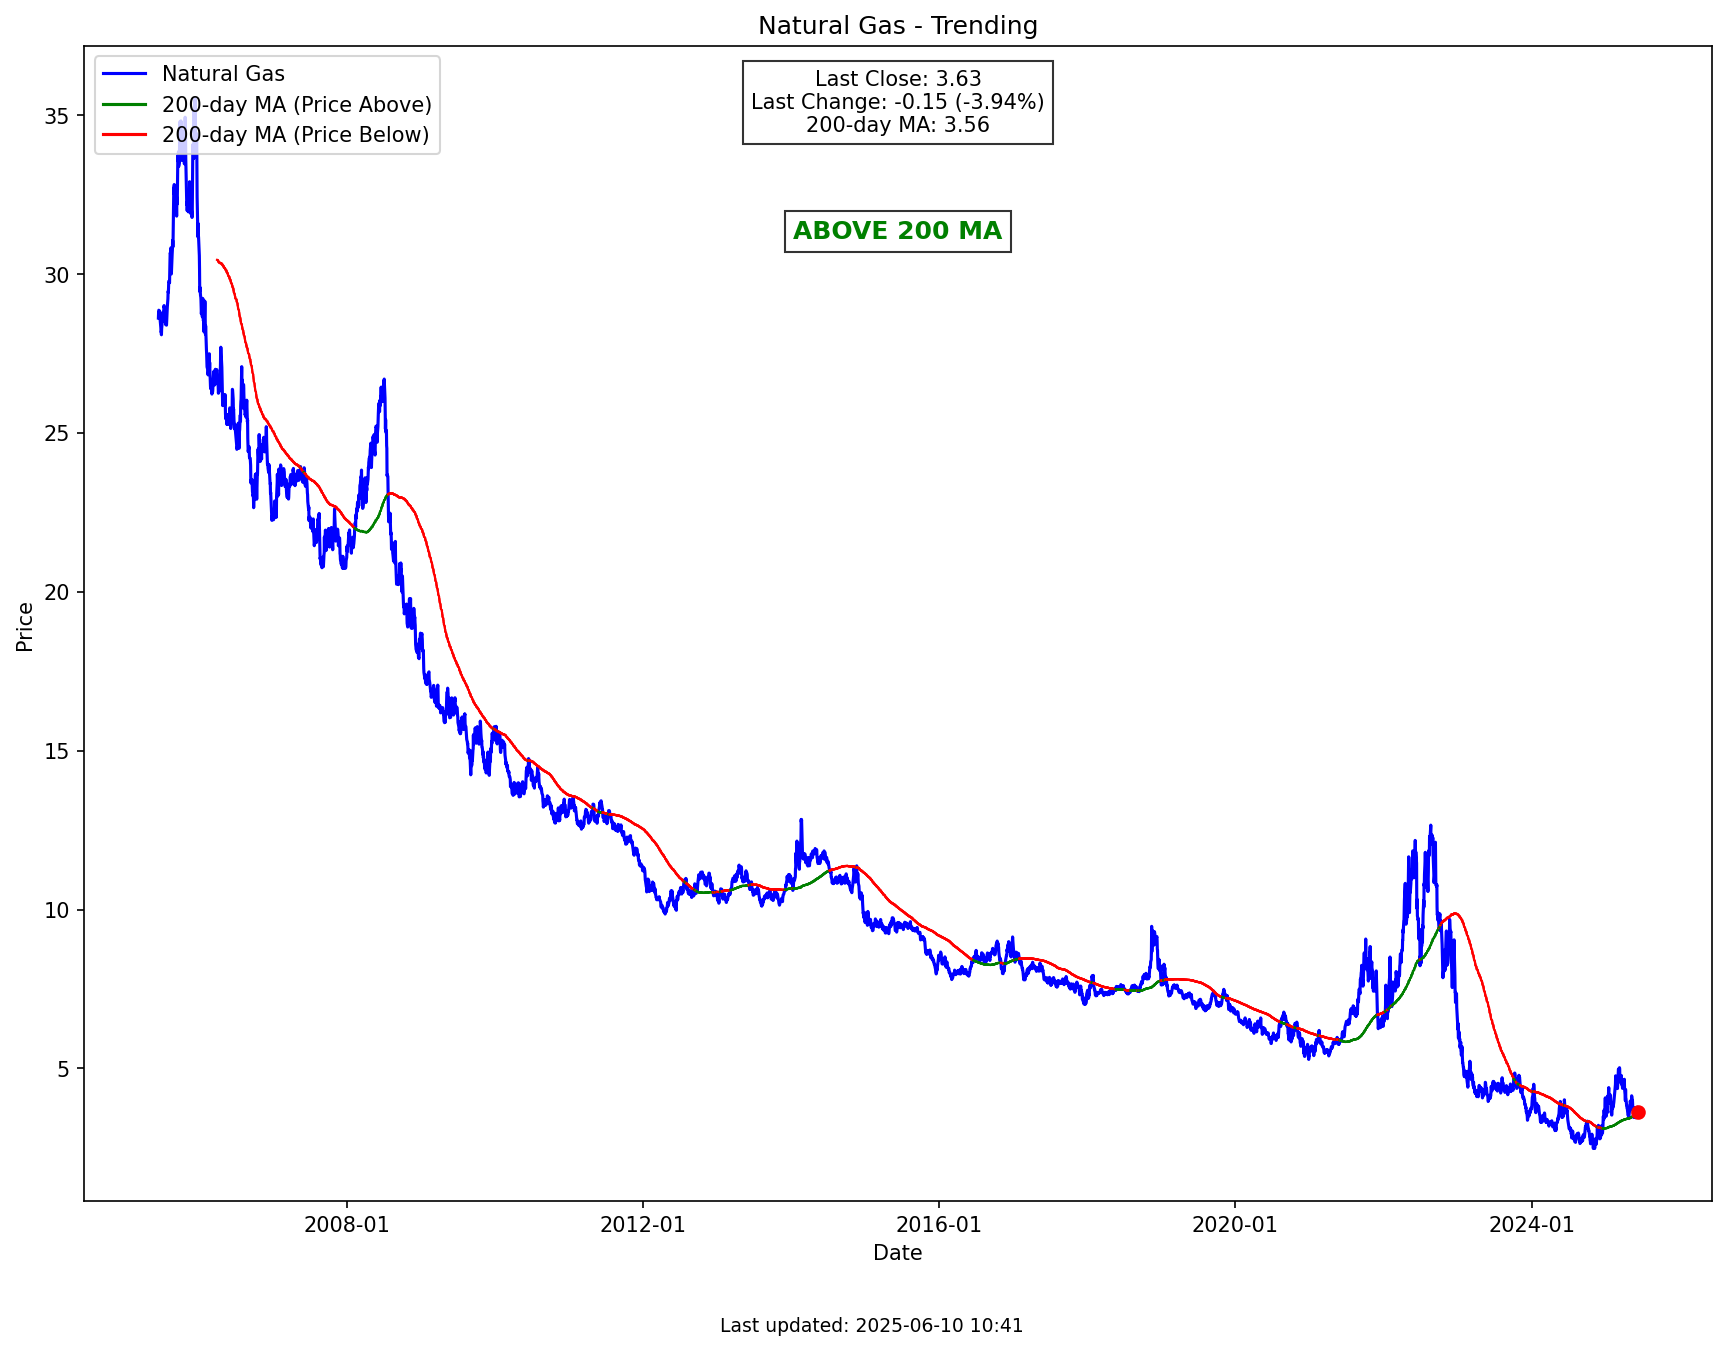 Natural Gas - Trending
Natural Gas
200-day MA (Price Above)
200-day MA (Price Below)
Last Close: 3.63
Last Change: -0.15 (-3.94%)
200-day MA: 3.56
ABOVE 200 MA
35
30
25
20
15
10
5
Price
2008-01
2012-01
2016-01
2020-01
2024-01
Date
Last updated: 2025-06-10 10:41